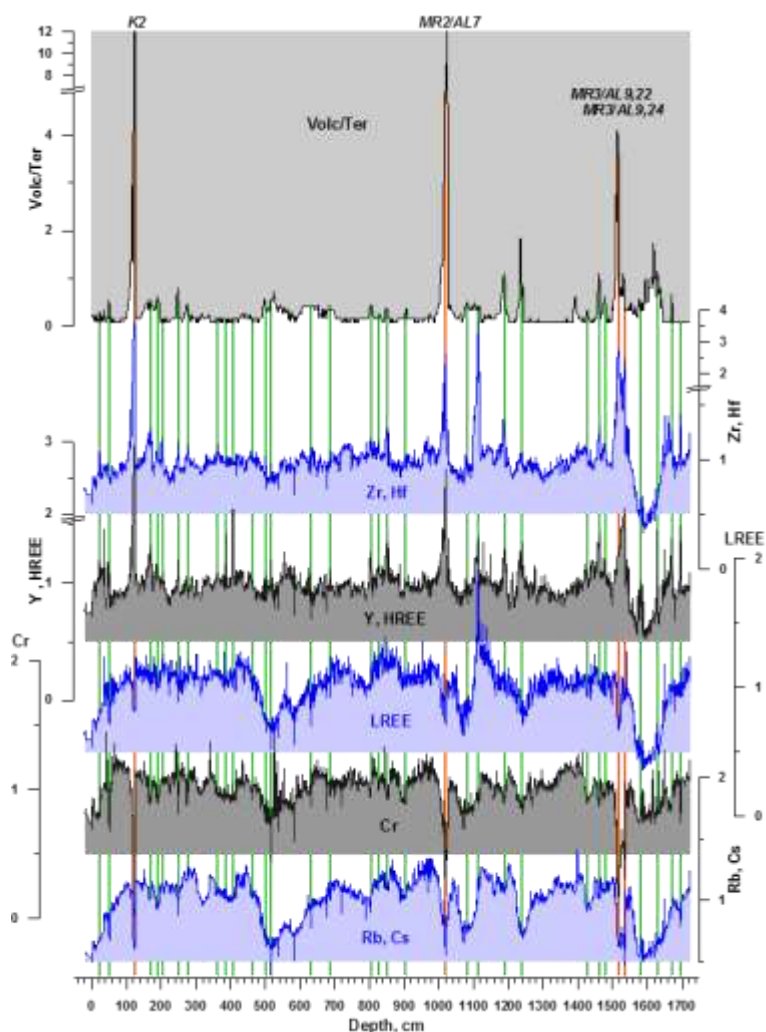 K2
MR2/AL7
12
10
8
MR3/AL9,22
MR3/AL9,24
Volc/Ter
4
Volc/Ter
2
0
4
3
2
Zr, Hf
3
1
Zr, Hf
2
0
LREE
2
Y, HREE
1
Y, HREE
Cr
2
0
1
LREE
2
1
0
Cr
Rb, Cs
1
0
Rb, Cs
0 100 200 300 400 500 600 700 800 900 1000 1100 1200 1300 1400 1500 1600 1700
Depth, cm